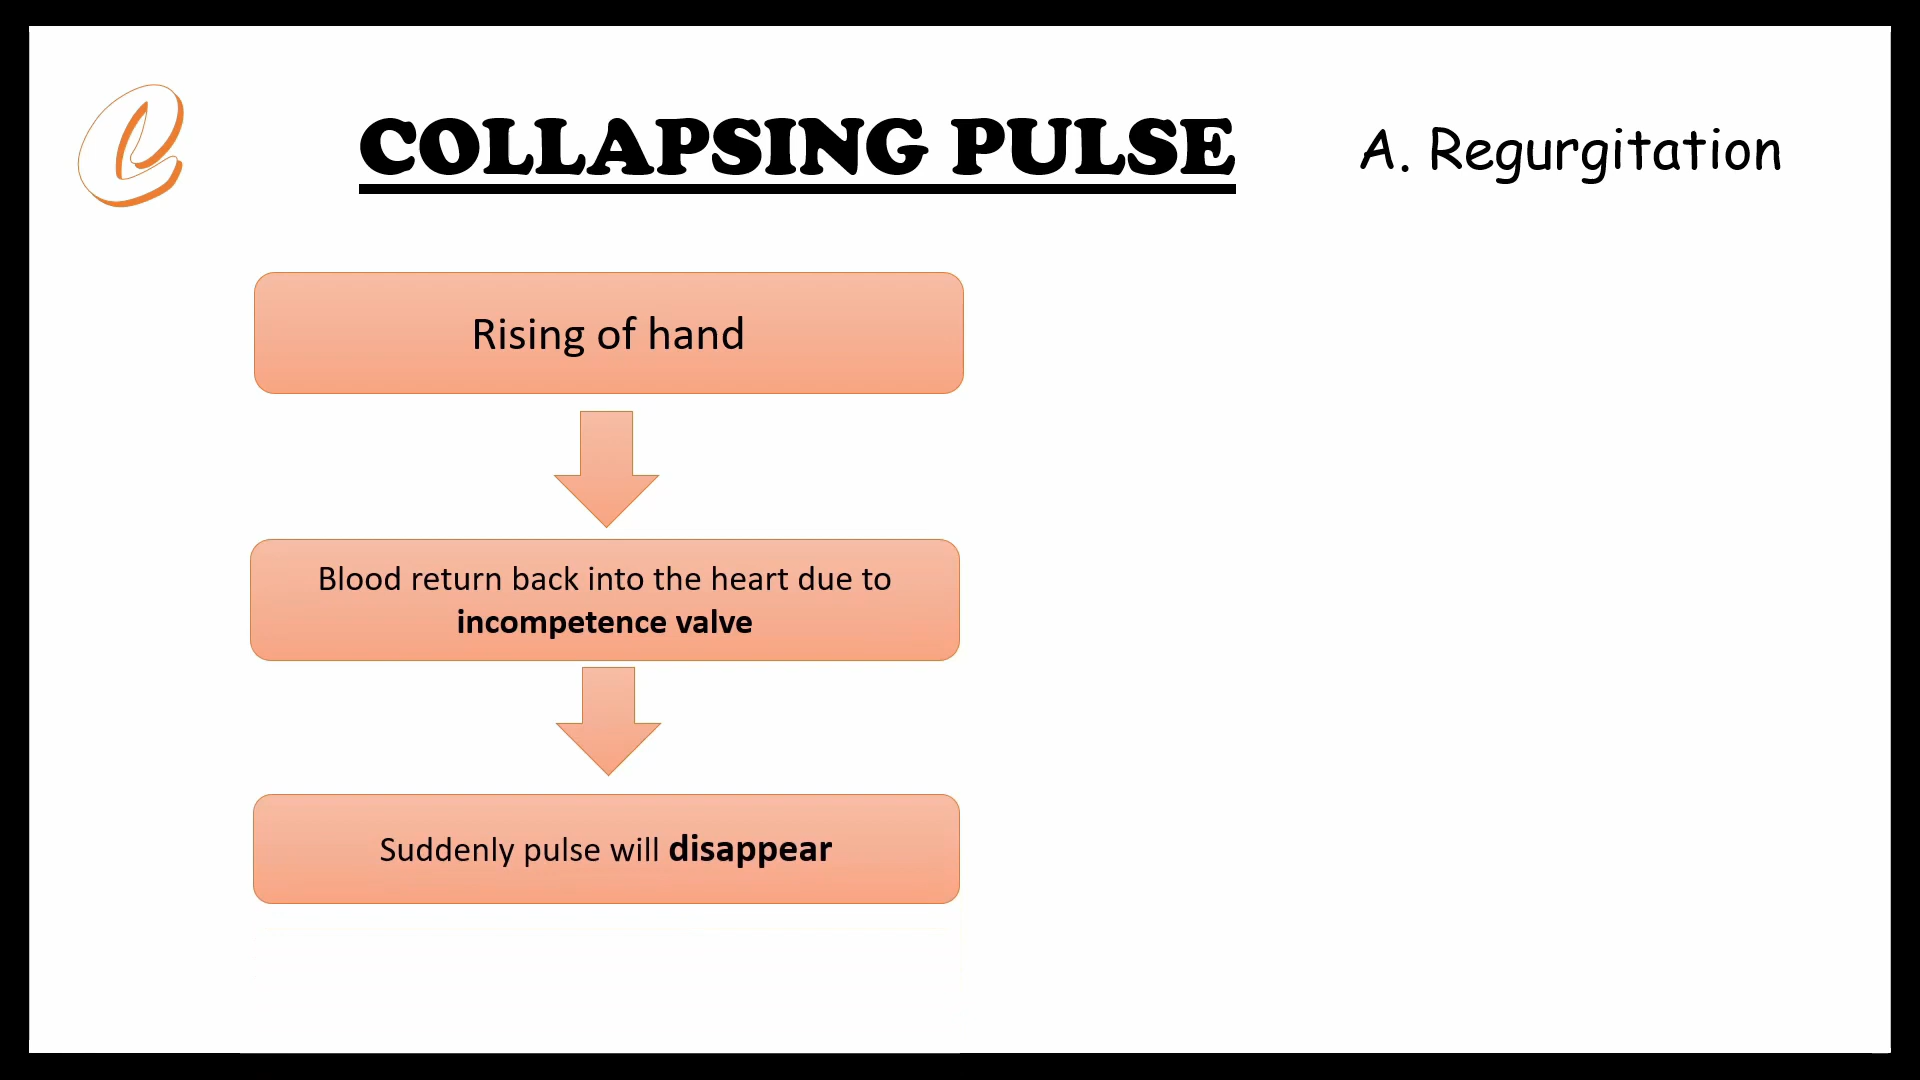 COLLAPSING PULSE
A. Regurgitation
Rising of hand
Blood return back into the heart due to
incompetence valve
Suddenly pulse will disappear